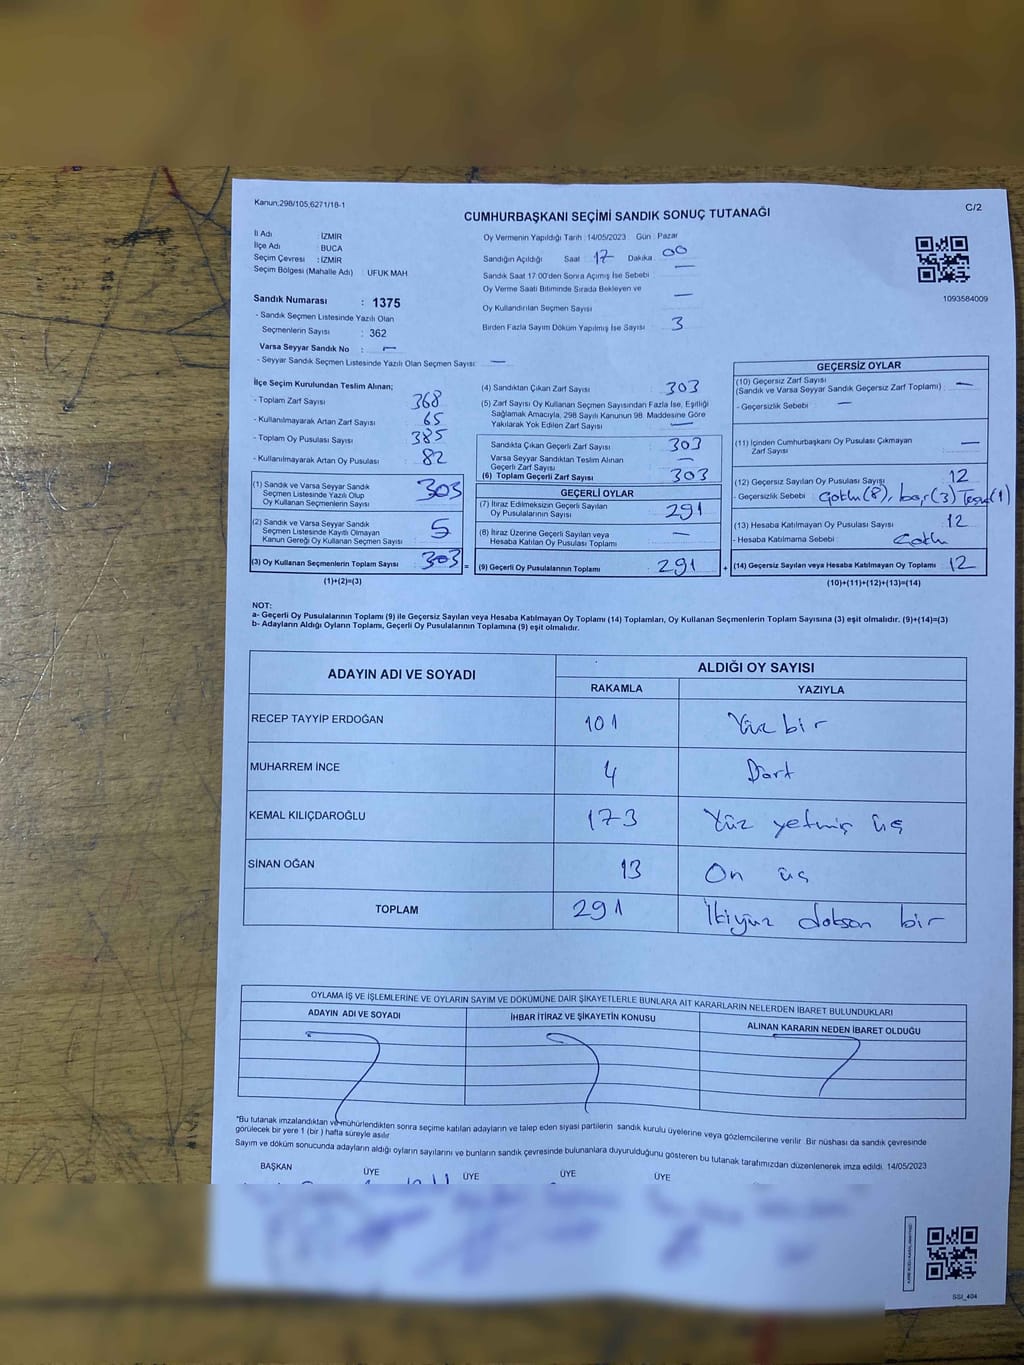 Kanun;298/105,6271/16-1
C/2
CUMHURBAŞKANI SEÇİMİ SANDIK SONUÇ TUTANAĞI
İl Adı : İZMİR
İlçe Adı : BUCA
Seçim Çevresi : İZMİR
Seçim Bölgesi (Mahalle Adı) UFUK MAH
Oy Vermenin Yapıldığı Tarih : 14/05/2023 Gün : Pazar
Sandığın Açıldığı Saat : 17 Dakika : 00
Sandık Saat 17:00'den Sonra Açımış İse Sebebi : —
Oy Verme Saati Bitiminde Sırada Bekleyen ve
Oy Kullandırılan Seçmen Sayısı : —
Birden Fazla Sayım Döküm Yapılmış İse Sayısı : 3
1093584009
Sandık Numarası : 1375
- Sandık Seçmen Listesinde Yazılı Olan
Seçmenlerin Sayısı : 362
Varsa Seyyar Sandık No : —
- Seyyar Sandık Seçmen Listesinde Yazılı Olan Seçmen Sayısı: —
İlçe Seçim Kurulundan Teslim Alınan;
- Toplam Zarf Sayısı : 368
- Kullanılmayarak Artan Zarf Sayısı : 65
- Toplam Oy Pusulası Sayısı : 385
- Kullanılmayarak Artan Oy Pusulası : 82
(1) Sandık ve Varsa Seyyar Sandık
Seçmen Listesinde Yazılı Olup
Oy Kullanan Seçmenlerin Sayısı : 303
(2) Sandık ve Varsa Seyyar Sandık
Seçmen Listesinde Kayıtlı Olmayan
Kanun Gereği Oy Kullanan Seçmen Sayısı : 5
(3) Oy Kullanan Seçmenlerin Toplam Sayısı : 303 =
(1)+(2)=(3)
(4) Sandıktan Çıkan Zarf Sayısı : 303
(5) Zarf Sayısı Oy Kullanan Seçmen Sayısından Fazla İse, Eşitliği
Sağlamak Amacıyla, 298 Sayılı Kanunun 98. Maddesine Göre
Yakılarak Yok Edilen Zarf Sayısı : —
Sandıkta Çıkan Geçerli Zarf Sayısı : 303
Varsa Seyyar Sandıktan Teslim Alınan
Geçerli Zarf Sayısı : —
(6) Toplam Geçerli Zarf Sayısı : 303
GEÇERLİ OYLAR
(7) İtiraz Edilmeksizin Geçerli Sayılan
Oy Pusulalarının Sayısı : 291
(8) İtiraz Üzerine Geçerli Sayılan veya
Hesaba Katılan Oy Pusulası Toplamı : —
(9) Geçerli Oy Pusulalarının Toplamı : 291 +
GEÇERSİZ OYLAR
(10) Geçersiz Zarf Sayısı
(Sandık ve Varsa Seyyar Sandık Geçersiz Zarf Toplamı) : —
- Geçersizlik Sebebi : —
(11) İçinden Cumhurbaşkanı Oy Pusulası Çıkmayan
Zarf Sayısı : —
(12) Geçersiz Sayılan Oy Pusulası Sayısı : 12
- Geçersizlik Sebebi : (8), boş(3) (1)
(13) Hesaba Katılmayan Oy Pusulası Sayısı : 12
- Hesaba Katılmama Sebebi :
(14) Geçersiz Sayılan veya Hesaba Katılmayan Oy Toplamı : 12
(10)+(11)+(12)+(13)=(14)
NOT:
a- Geçerli Oy Pusulalarının Toplamı (9) ile Geçersiz Sayılan veya Hesaba Katılmayan Oy Toplamı (14) Toplamları, Oy Kullanan Seçmenlerin Toplam Sayısına (3) eşit olmalıdır. (9)+(14)=(3)
b- Adayların Aldığı Oyların Toplamı, Geçerli Oy Pusulalarının Toplamına (9) eşit olmalıdır.
ADAYIN ADI VE SOYADI ALDIĞI OY SAYISI
RAKAMLA YAZIYLA
RECEP TAYYİP ERDOĞAN 101 Yüz bir
MUHARREM İNCE 4 Dört
KEMAL KILIÇDAROĞLU 173 Yüz yetmiş üç
SİNAN OĞAN 13 On üç
TOPLAM 291 İkiyüz doksan bir
OYLAMA İŞ VE İŞLEMLERİNE VE OYLARIN SAYIM VE DÖKÜMÜNE DAİR ŞİKAYETLERLE BUNLARA AİT KARARLARIN NELERDEN İBARET BULUNDUKLARI
ADAYIN ADI VE SOYADI İHBAR İTİRAZ VE ŞİKAYETİN KONUSU ALINAN KARARIN NEDEN İBARET OLDUĞU
*Bu tutanak imzalandıktan ve mühürlendikten sonra seçime katılan adayların ve talep eden siyasi partilerin sandık kurulu üyelerine veya gözlemcilerine verilir. Bir nüshası da sandık çevresinde
görülecek bir yere 1 (bir ) hafta süreyle asılır.
Sayım ve döküm sonucunda adayların aldığı oyların sayılarını ve bunların sandık çevresinde bulunanlara duyurulduğunu gösteren bu tutanak tarafımızdan düzenlenerek imza edildi. 14/05/2023
BAŞKAN ÜYE ÜYE ÜYE ÜYE
SSI_404